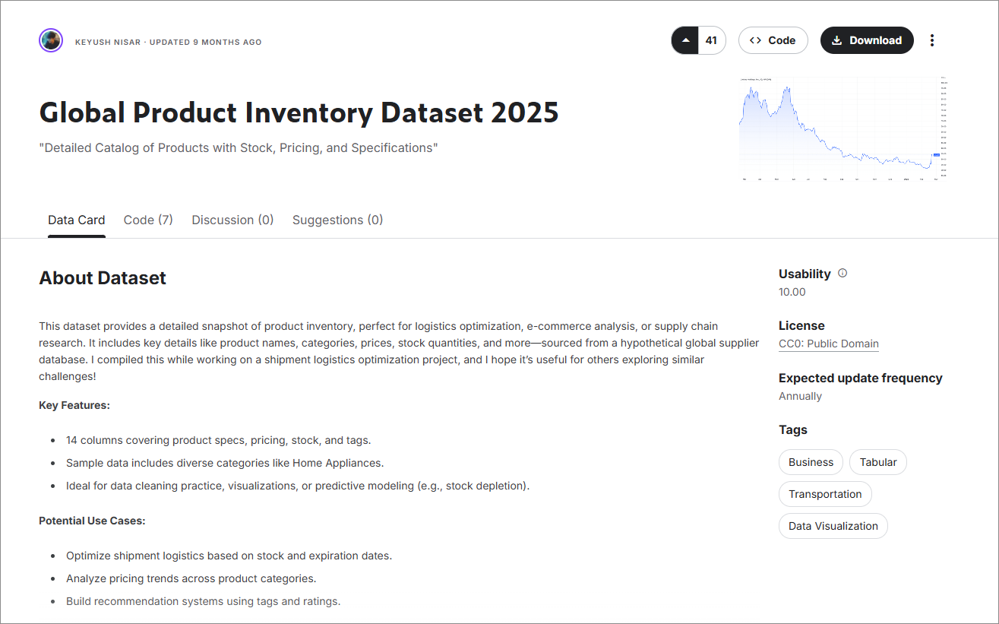 KEYUSH NISAR · UPDATED 9 MONTHS AGO
41
<> Code
Download
Global Product Inventory Dataset 2025
"Detailed Catalog of Products with Stock, Pricing, and Specifications"
Data Card
Code (7)
Discussion (0)
Suggestions (0)
About Dataset
This dataset provides a detailed snapshot of product inventory, perfect for logistics optimization, e-commerce analysis, or supply chain
research. It includes key details like product names, categories, prices, stock quantities, and more—sourced from a hypothetical global supplier
database. I compiled this while working on a shipment logistics optimization project, and I hope it’s useful for others exploring similar
challenges!
Key Features:
• 14 columns covering product specs, pricing, stock, and tags.
• Sample data includes diverse categories like Home Appliances.
• Ideal for data cleaning practice, visualizations, or predictive modeling (e.g., stock depletion).
Potential Use Cases:
• Optimize shipment logistics based on stock and expiration dates.
• Analyze pricing trends across product categories.
• Build recommendation systems using tags and ratings.
Usability
10.00
License
CC0: Public Domain
Expected update frequency
Annually
Tags
Business
Tabular
Transportation
Data Visualization